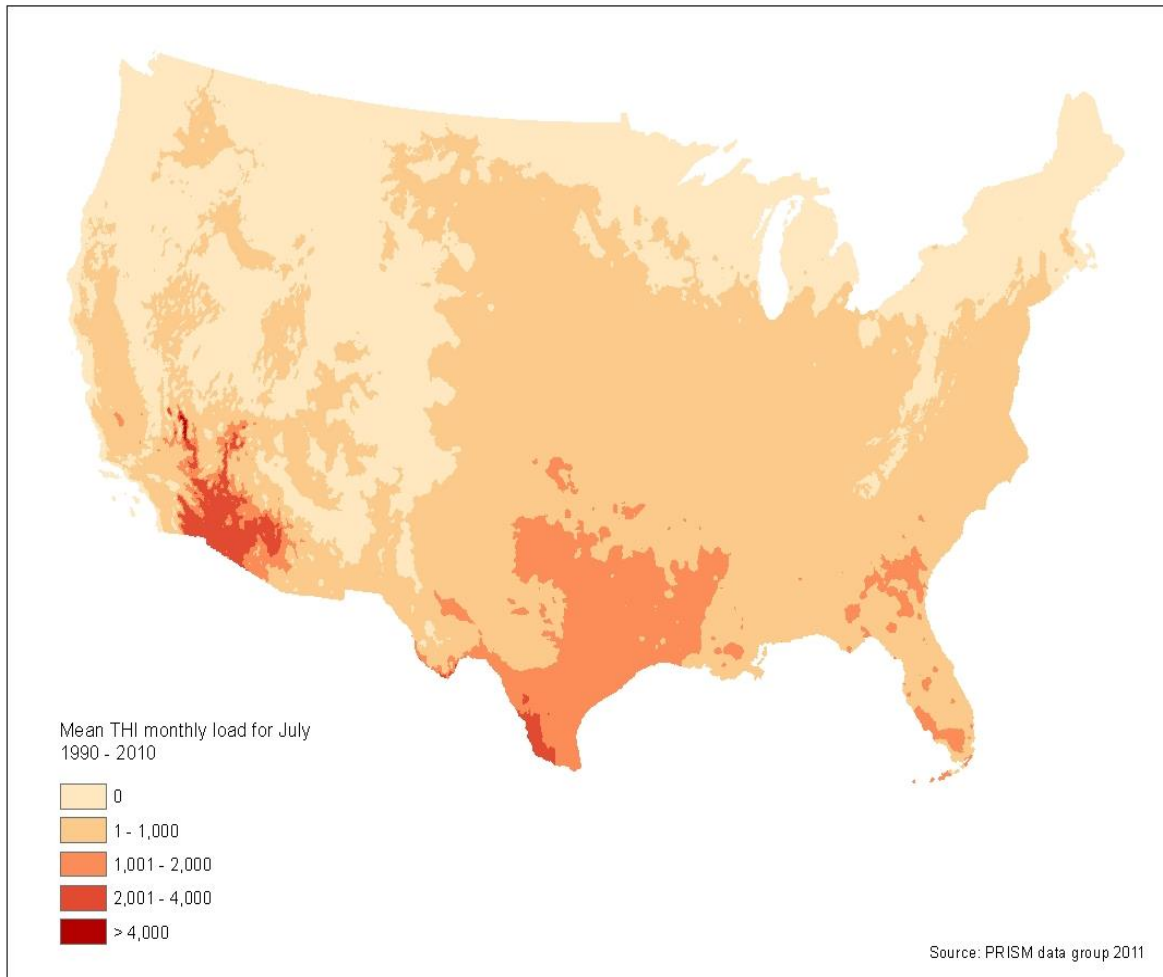 Mean THI monthly load for July
1990 - 2010
0
1 - 1,000
1,001 - 2,000
2,001 - 4,000
> 4,000
Source: PRISM data group 2011